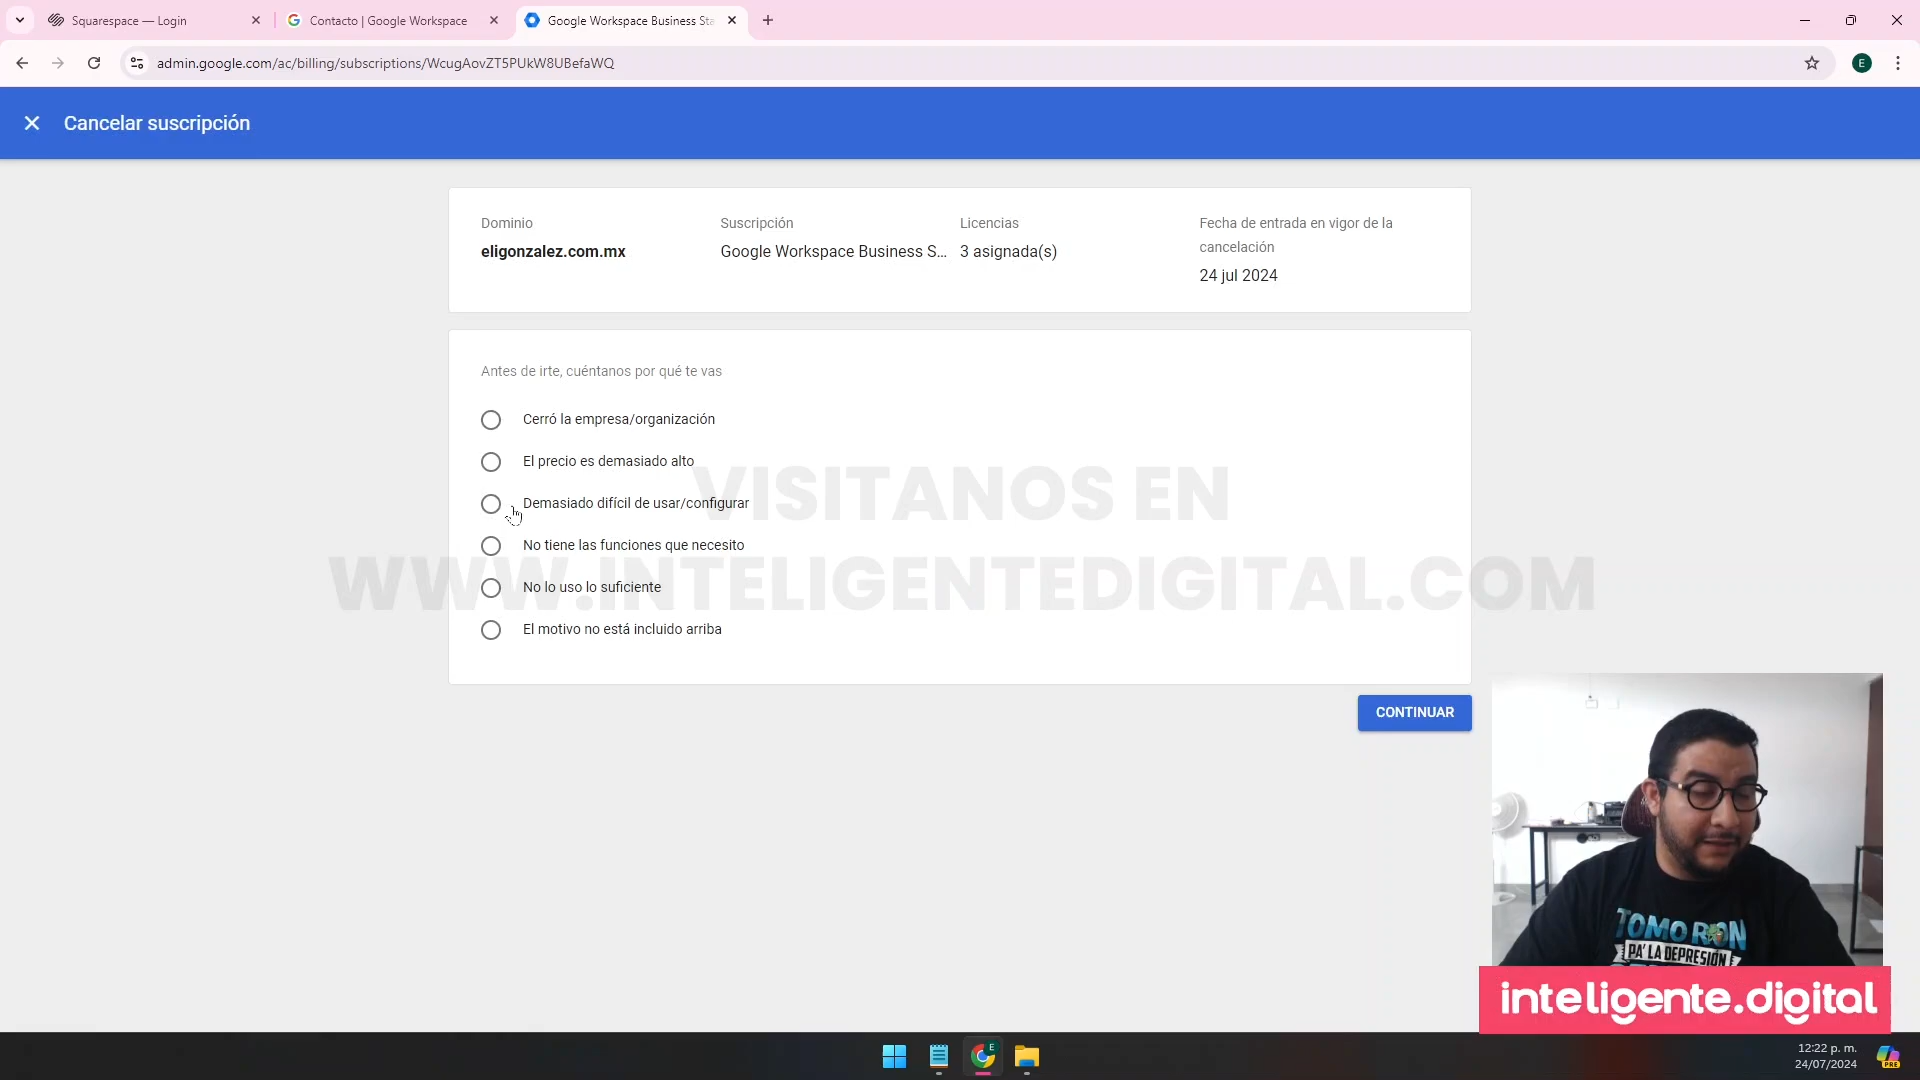 Squarespace — Login
Contacto | Google Workspace
Google Workspace Business Sta
admin.google.com/ac/billing/subscriptions/WcugAovZT5PUkW8UBefaWQ
E
Cancelar suscripción
Dominio
eligonzalez.com.mx
Suscripción
Google Workspace Business S...
Licencias
3 asignada(s)
Fecha de entrada en vigor de la
cancelación
24 jul 2024
Antes de irte, cuéntanos por qué te vas
Cerró la empresa/organización
El precio es demasiado alto
Demasiado difícil de usar/configurar
No tiene las funciones que necesito
No lo uso lo suficiente
El motivo no está incluido arriba
VISITANOS EN
WWW.INTELIGENTEDIGITAL.COM
CONTINUAR
PA' LA DEPRESIÓN
inteligente.digital
E
12:22 p. m.
24/07/2024
PRE